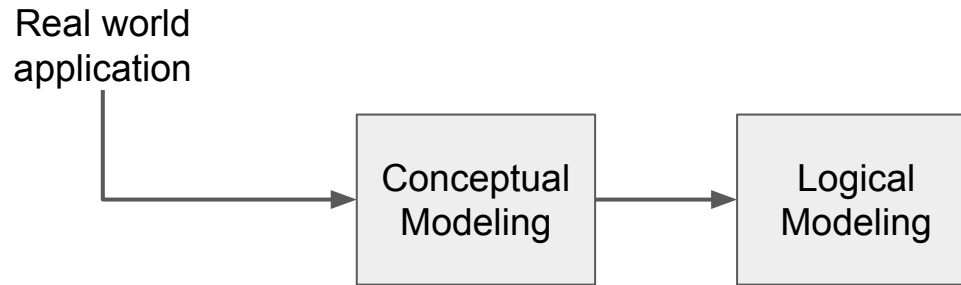 Real world
application
Conceptual
Modeling
Logical
Modeling